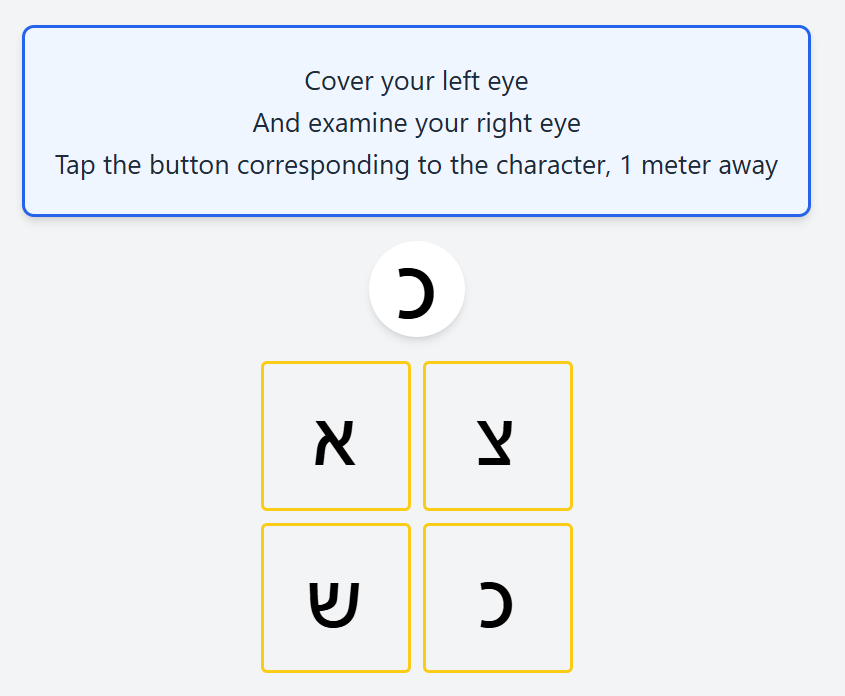 Cover your left eye
And examine your right eye
Tap the button corresponding to the character, 1 meter away
כ
א צ
ש כ